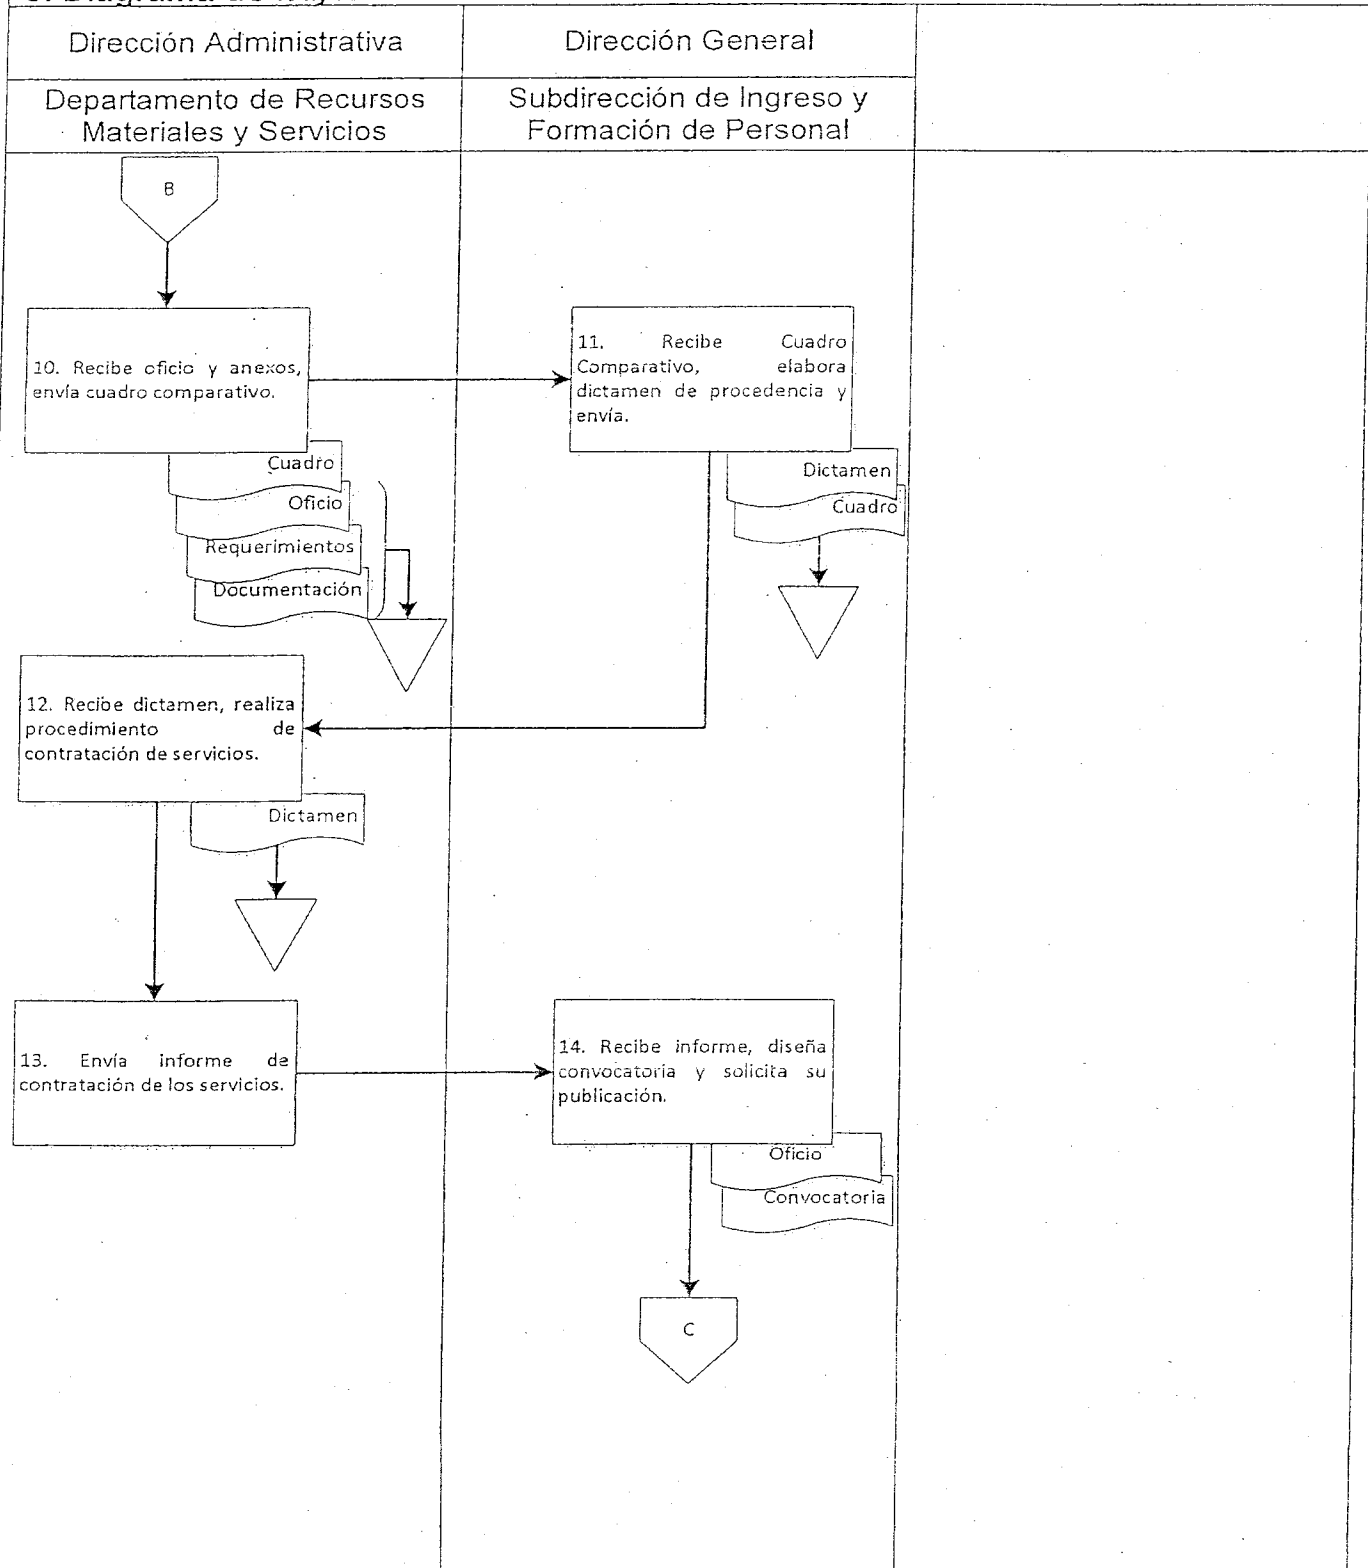 Dirección Administrativa
Dirección General
Departamento de Recursos
Materiales y Servicios
Subdirección de Ingreso y
Formación de Personal
B
10. Recibe oficio y anexos,
envía cuadro comparativo.
11. Recibe Cuadro
Comparativo, elabora
dictamen de procedencia y
envía.
Cuadro
Oficio
Requerimientos
Documentación
Dictamen
Cuadro
12. Recibe dictamen, realiza
procedimiento de
contratación de servicios.
Dictamen
13. Envía informe de
contratación de los servicios.
14. Recibe informe, diseña
convocatoria y solicita su
publicación.
Oficio
Convocatoria
C